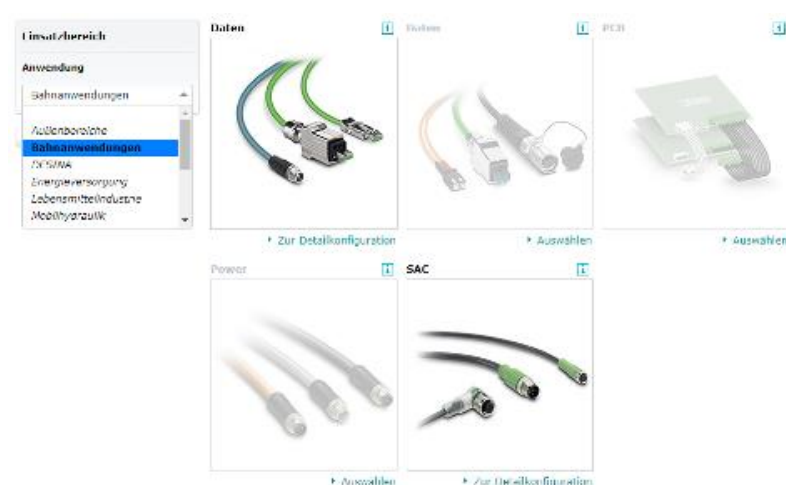 Einsatzbereich
Anwendung
Bahnanwendungen
Außenbereiche
Bahnanwendungen
DESINA
Energieversorgung
Lebensmittelindustrie
Mobilhydraulik
Daten
Zur Detailkonfiguration
Daten
Auswählen
PCB
Auswählen
Power
Auswählen
SAC
Zur Detailkonfiguration